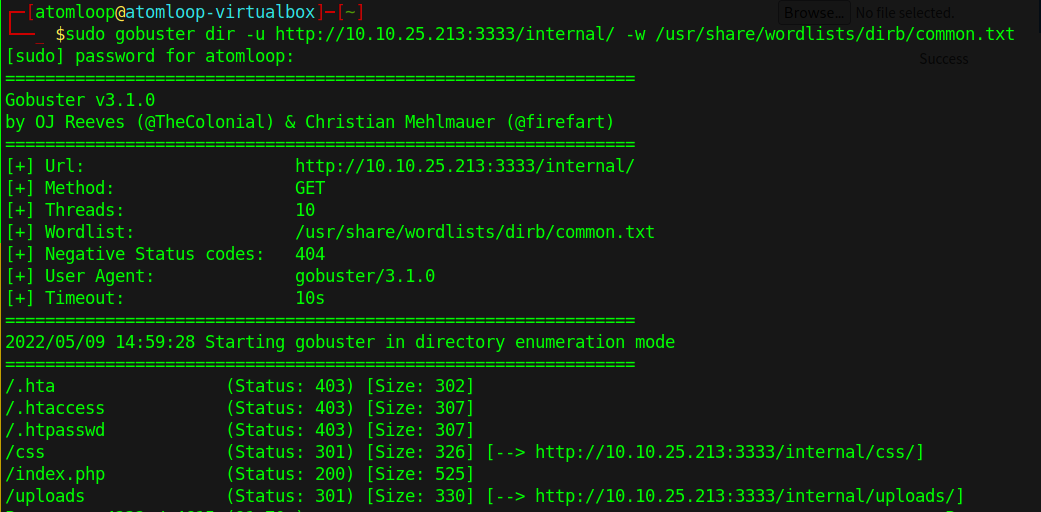 ┌─[atomloop@atomloop-virtualbox]─[~]
Browse... No file selected.
└──╼ $sudo gobuster dir -u http://10.10.25.213:3333/internal/ -w /usr/share/wordlists/dirb/common.txt
[sudo] password for atomloop:
Success
===============================================================
Gobuster v3.1.0
by OJ Reeves (@TheColonial) & Christian Mehlmauer (@firefart)
===============================================================
[+] Url:                     http://10.10.25.213:3333/internal/
[+] Method:                  GET
[+] Threads:                 10
[+] Wordlist:                /usr/share/wordlists/dirb/common.txt
[+] Negative Status codes:   404
[+] User Agent:              gobuster/3.1.0
[+] Timeout:                 10s
===============================================================
2022/05/09 14:59:28 Starting gobuster in directory enumeration mode
===============================================================
/.hta                 (Status: 403) [Size: 302]
/.htaccess            (Status: 403) [Size: 307]
/.htpasswd            (Status: 403) [Size: 307]
/css                  (Status: 301) [Size: 326] [--> http://10.10.25.213:3333/internal/css/]
/index.php            (Status: 200) [Size: 525]
/uploads              (Status: 301) [Size: 330] [--> http://10.10.25.213:3333/internal/uploads/]